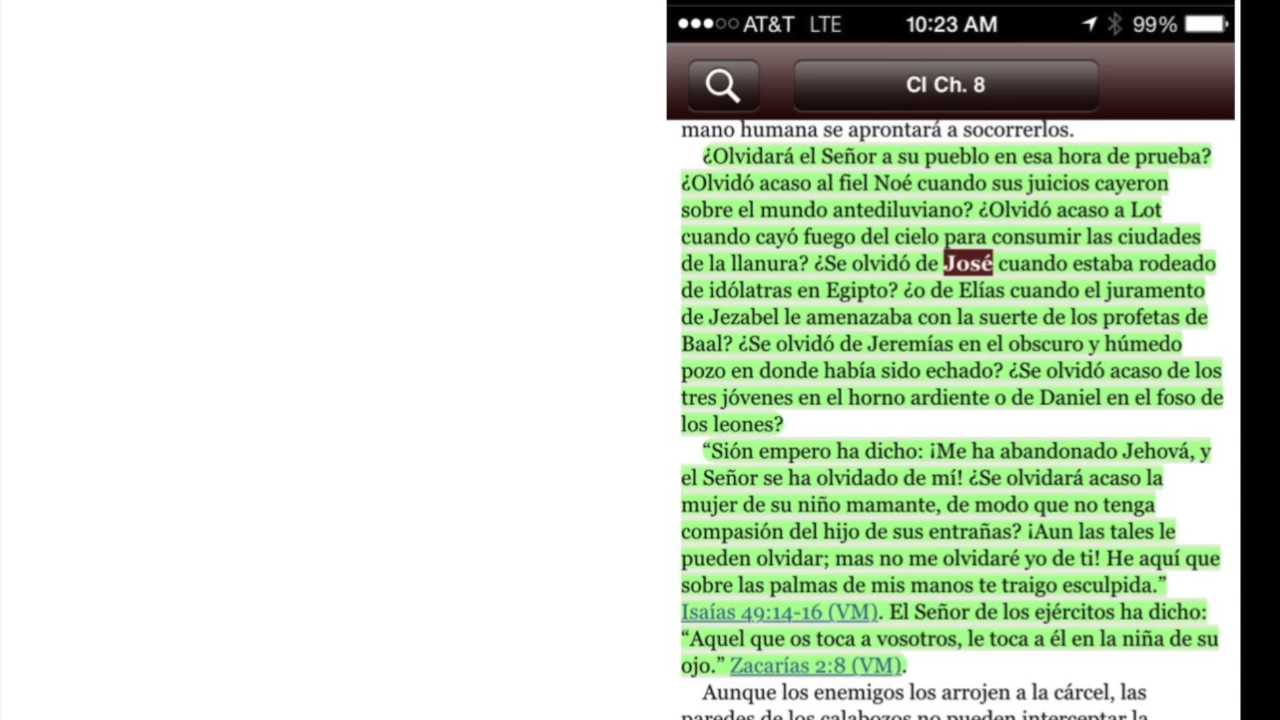 AT&T LTE 10:23 AM 99%
CI Ch. 8
mano humana se aprontará a socorrerlos.
¿Olvidará el Señor a su pueblo en esa hora de prueba?
¿Olvidó acaso al fiel Noé cuando sus juicios cayeron
sobre el mundo antediluviano? ¿Olvidó acaso a Lot
cuando cayó fuego del cielo para consumir las ciudades
de la llanura? ¿Se olvidó de José cuando estaba rodeado
de idólatras en Egipto? ¿o de Elías cuando el juramento
de Jezabel le amenazaba con la suerte de los profetas de
Baal? ¿Se olvidó de Jeremías en el obscuro y húmedo
pozo en donde había sido echado? ¿Se olvidó acaso de los
tres jóvenes en el horno ardiente o de Daniel en el foso de
los leones?
“Sión empero ha dicho: ¡Me ha abandonado Jehová, y
el Señor se ha olvidado de mí! ¿Se olvidará acaso la
mujer de su niño mamante, de modo que no tenga
compasión del hijo de sus entrañas? ¡Aun las tales le
pueden olvidar; mas no me olvidaré yo de ti! He aquí que
sobre las palmas de mis manos te traigo esculpida.”
Isaías 49:14-16 (VM). El Señor de los ejércitos ha dicho:
“Aquel que os toca a vosotros, le toca a él en la niña de su
ojo.” Zacarías 2:8 (VM).
Aunque los enemigos los arrojen a la cárcel, las
paredes de los calabozos no pueden interceptar la